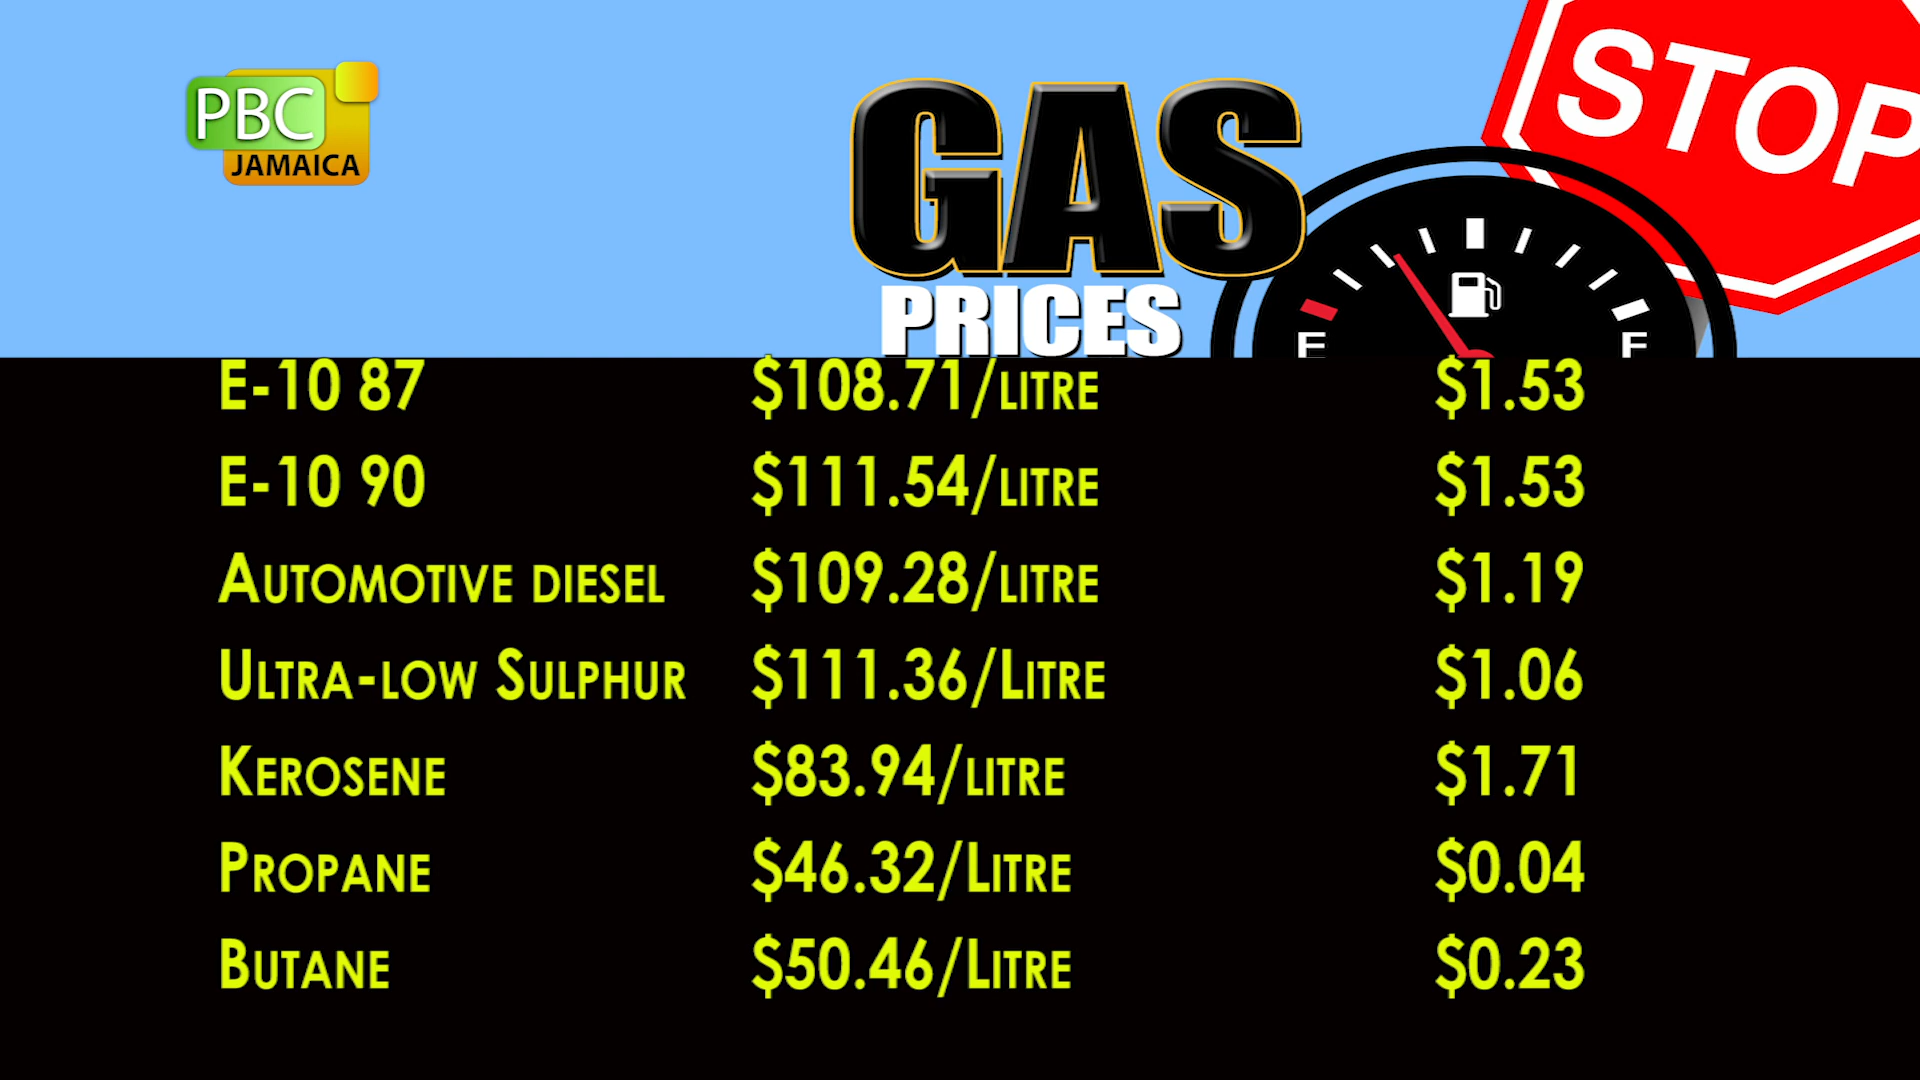 PBC
JAMAICA
GAS
PRICES
STOP
E
F
E-10 87 $108.71/LITRE $1.53
E-10 90 $111.54/LITRE $1.53
AUTOMOTIVE DIESEL $109.28/LITRE $1.19
ULTRA-LOW SULPHUR $111.36/LITRE $1.06
KEROSENE $83.94/LITRE $1.71
PROPANE $46.32/LITRE $0.04
BUTANE $50.46/LITRE $0.23